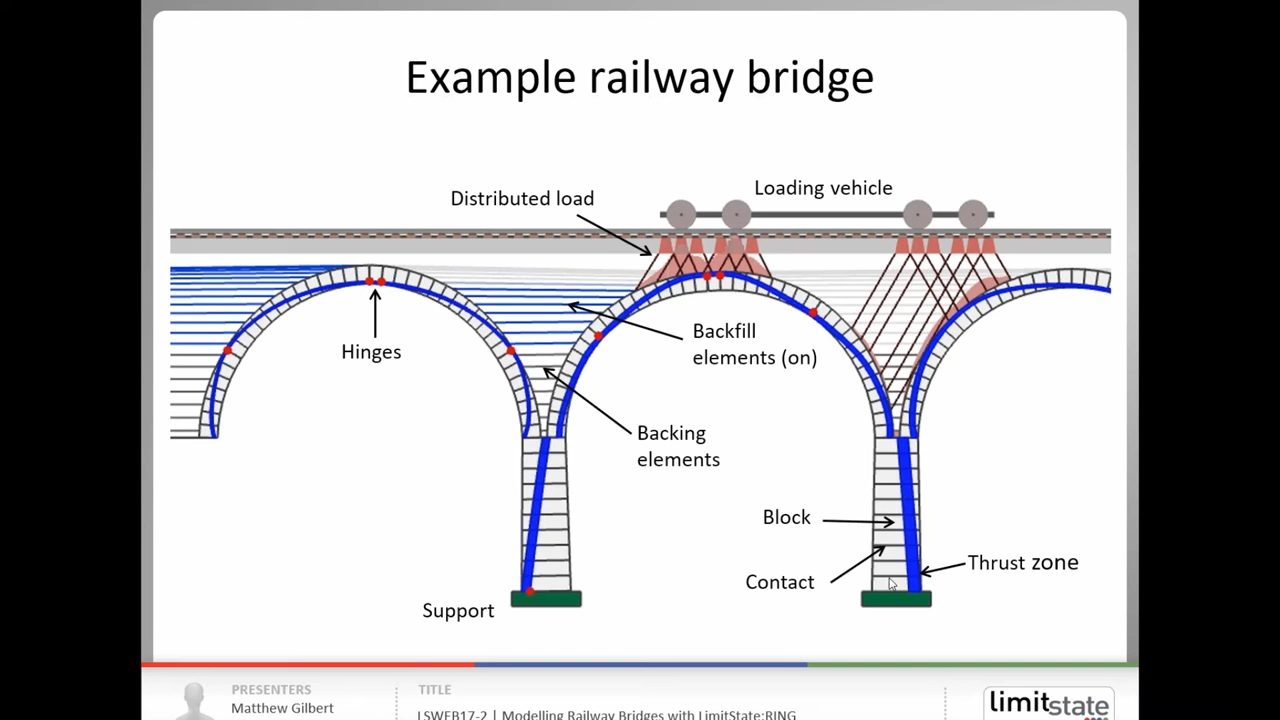 Example railway bridge
Distributed load
Loading vehicle
Hinges
Backfill
elements (on)
Backing
elements
Block
Contact
Thrust zone
Support
PRESENTERS
Matthew Gilbert
TITLE
LSWEB17-2 | Modelling Railway Bridges with LimitState:RING
limitstate